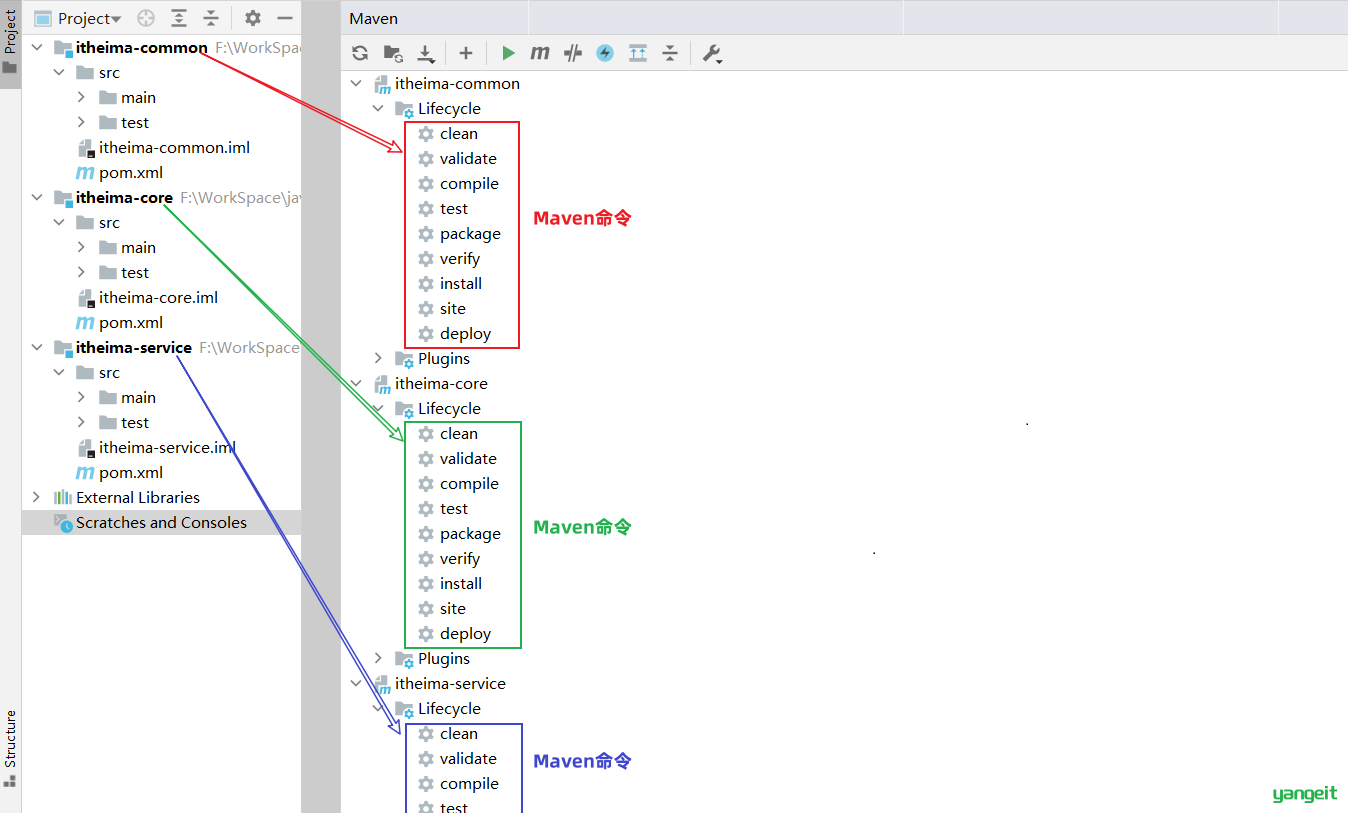 Project
Project
itheima-common F:\WorkSpac
src
main
test
itheima-common.iml
pom.xml
itheima-core F:\WorkSpace\jav
src
main
test
itheima-core.iml
pom.xml
itheima-service F:\WorkSpace
src
main
test
itheima-service.iml
pom.xml
External Libraries
Scratches and Consoles
Structure
Maven
itheima-common
Lifecycle
clean
validate
compile
test
package
verify
install
site
deploy
Maven命令
Plugins
itheima-core
Lifecycle
clean
validate
compile
test
package
verify
install
site
deploy
Maven命令
Plugins
itheima-service
Lifecycle
clean
validate
compile
test
Maven命令
yangeit